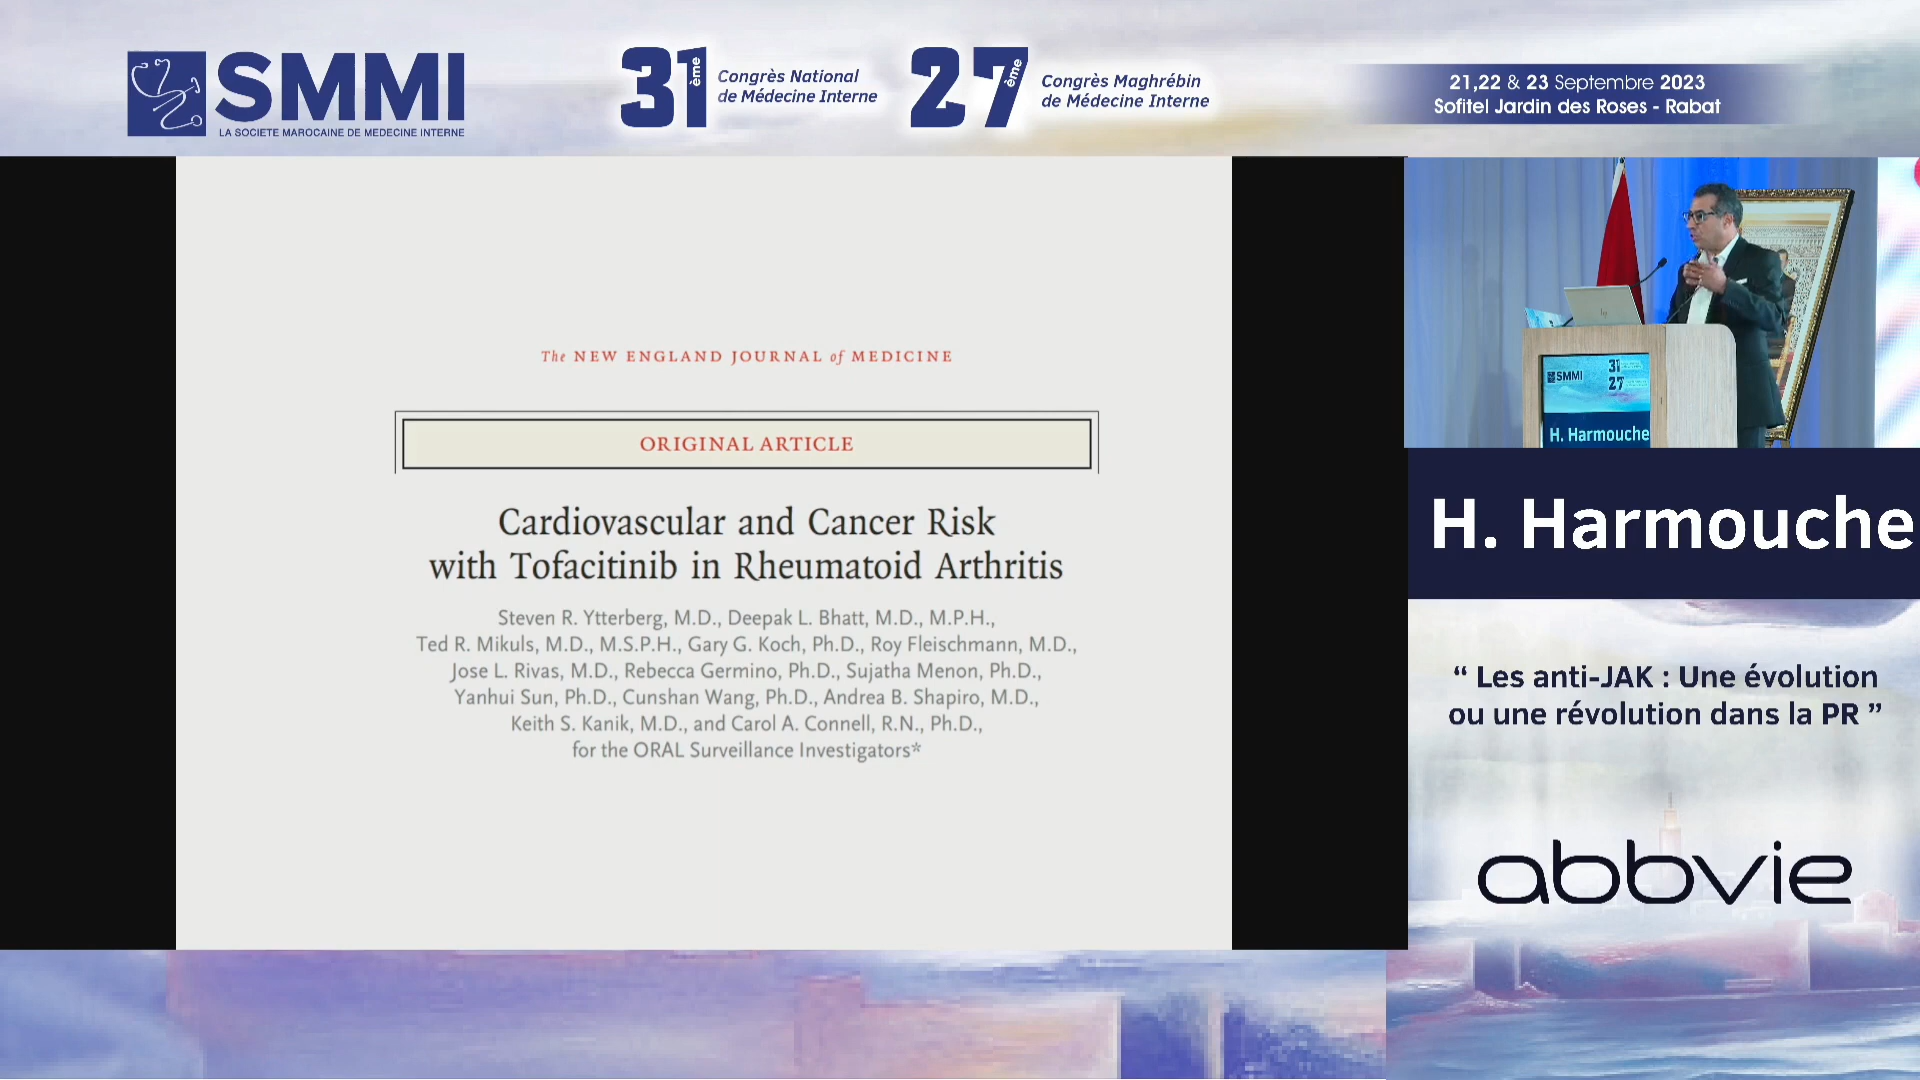 SMMI
LA SOCIETE MAROCAINE DE MEDECINE INTERNE
31ème
Congrès National
de Médecine Interne
27ème
Congrès Maghrébin
de Médecine Interne
21,22 & 23 Septembre 2023
Sofitel Jardin des Roses - Rabat
The NEW ENGLAND JOURNAL of MEDICINE
ORIGINAL ARTICLE
Cardiovascular and Cancer Risk
with Tofacitinib in Rheumatoid Arthritis
Steven R. Ytterberg, M.D., Deepak L. Bhatt, M.D., M.P.H.,
Ted R. Mikuls, M.D., M.S.P.H., Gary G. Koch, Ph.D., Roy Fleischmann, M.D.,
Jose L. Rivas, M.D., Rebecca Germino, Ph.D., Sujatha Menon, Ph.D.,
Yanhui Sun, Ph.D., Cunshan Wang, Ph.D., Andrea B. Shapiro, M.D.,
Keith S. Kanik, M.D., and Carol A. Connell, R.N., Ph.D.,
for the ORAL Surveillance Investigators*
SMMI
31
27
H. Harmouche
H. Harmouche
“ Les anti-JAK : Une évolution
ou une révolution dans la PR ”
abbvie